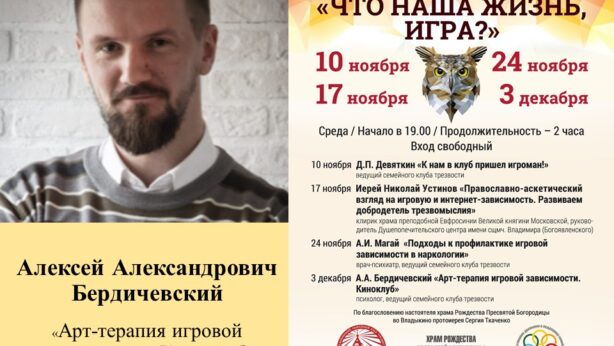 Алексей Александрович
Бердичевский
«Арт-терапия игровой
«ЧТО НАША ЖИЗНЬ,
ИГРА?»
10 ноября
24 ноября
17 ноября
3 декабря
Среда / Начало в 19.00 / Продолжительность – 2 часа
Вход свободный
10 ноября Д.П. Девяткин «К нам в клуб пришел игроман!»
ведущий семейного клуба трезвости
17 ноября Иерей Николай Устинов «Православно-аскетический
взгляд на игровую и интернет-зависимость. Развиваем
добродетель трезвомыслия»
клирик храма преподобной Евфросинии Великой княгини Московской, руково-
дитель Душепопечительского центра имени сщмч. Владимира (Богоявленского)
24 ноября А.И. Магай «Подходы к профилактике игровой
зависимости в наркологии»
врач-психиатр, ведущий семейного клуба трезвости
3 декабря А.А. Бердичевский «Арт-терапия игровой зависимости.
Киноклуб»
психолог, ведущий семейного клуба трезвости
По благословению настоятеля храма Рождества Пресвятой Богородицы
во Владыкино протоиерея Сергия Ткаченко
ХРАМ
РОЖДЕСТВА